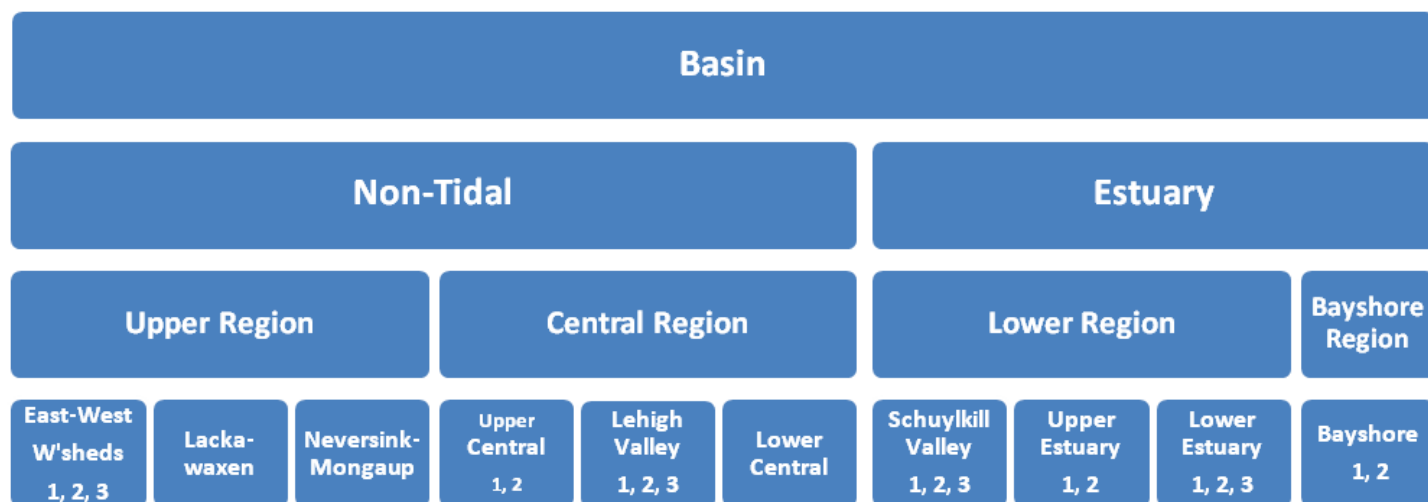 Basin
Non-Tidal
Estuary
Upper Region
Central Region
Lower Region
Bayshore
Region
East-West
W'sheds
1, 2, 3
Lacka-
waxen
Neversink-
Mongaup
Upper
Central
1, 2
Lehigh
Valley
1, 2, 3
Lower
Central
Schuylkill
Valley
1, 2, 3
Upper
Estuary
1, 2
Lower
Estuary
1, 2, 3
Bayshore
1, 2